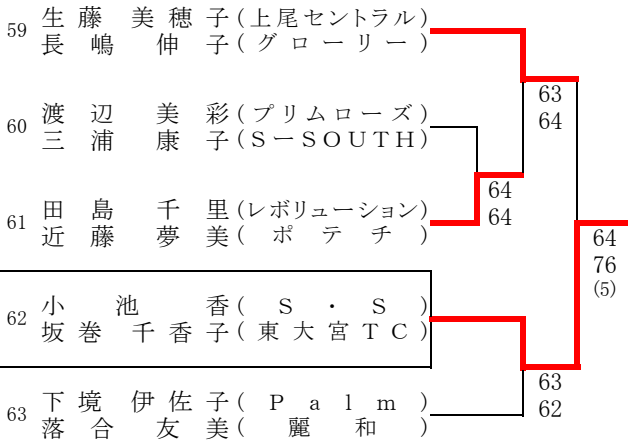 59 生藤 美穂子(上尾セントラル)
長嶋 伸子(グローリー)
63
64
60 渡辺 美彩(プリムローズ)
三浦 康子(S－SOUTH)
64
64
61 田島 千里(レボリューション)
近藤 夢美(ポテチ)
64
76
(5)
62 小池 香(S・S)
坂巻 千香子(東大宮TC)
63
62
63 下境 伊佐子(Palm)
落合 友美(麗和)